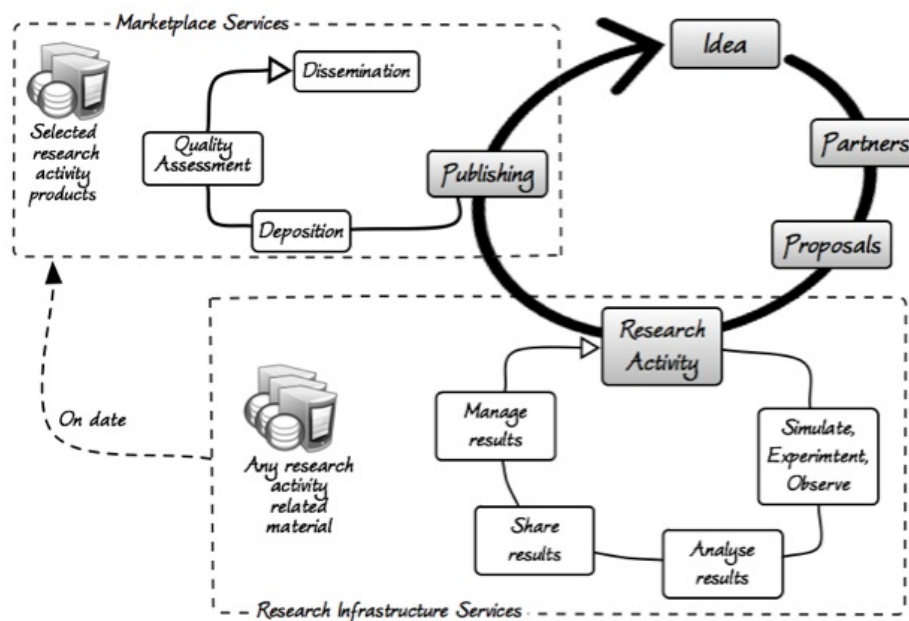 Marketplace Services
Idea
Dissemination
Selected
research
activity
products
Quality
Assessment
Partners
Publishing
Deposition
Proposals
Research
Activity
On date
Manage
results
Simulate,
Experimtent,
Observe
Any research
activity
related
material
Share
results
Analyse
results
Research Infrastructure Services